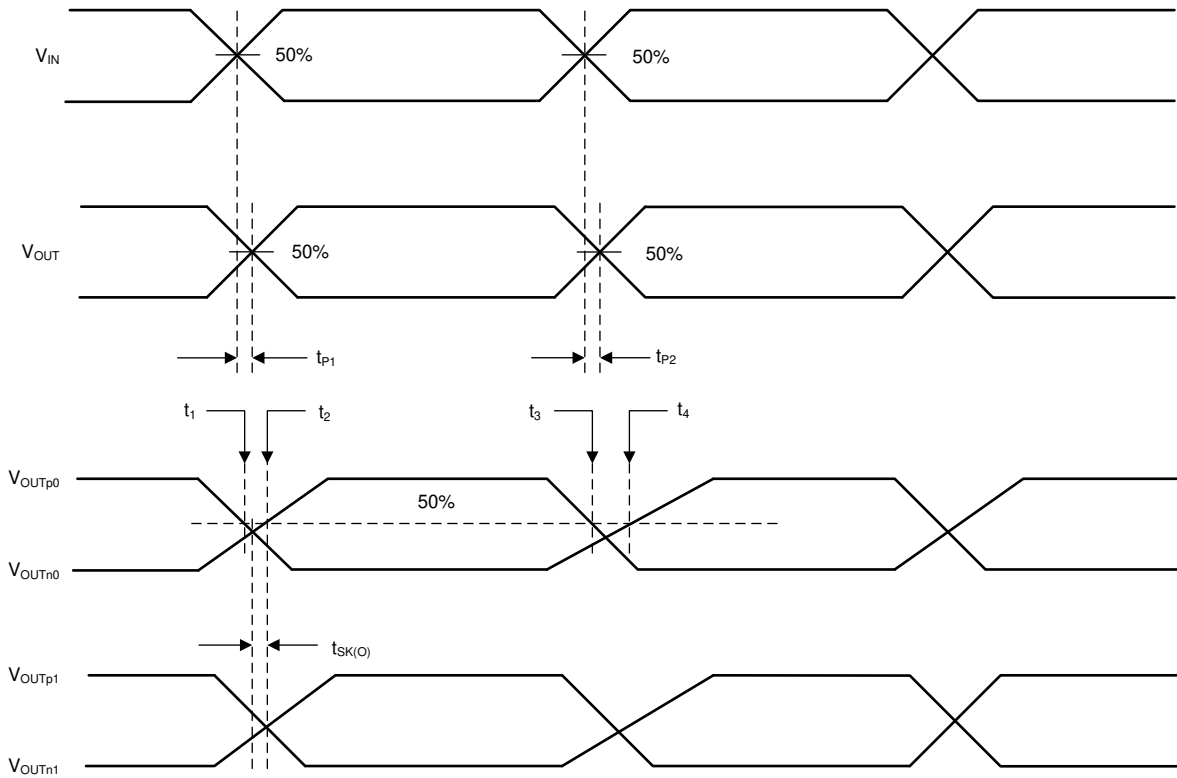 V_IN
50%
50%
V_OUT
50%
50%
t_P1
t_P2
t_1
t_2
t_3
t_4
V_OUTp0
50%
V_OUTn0
t_SK(O)
V_OUTp1
V_OUTn1